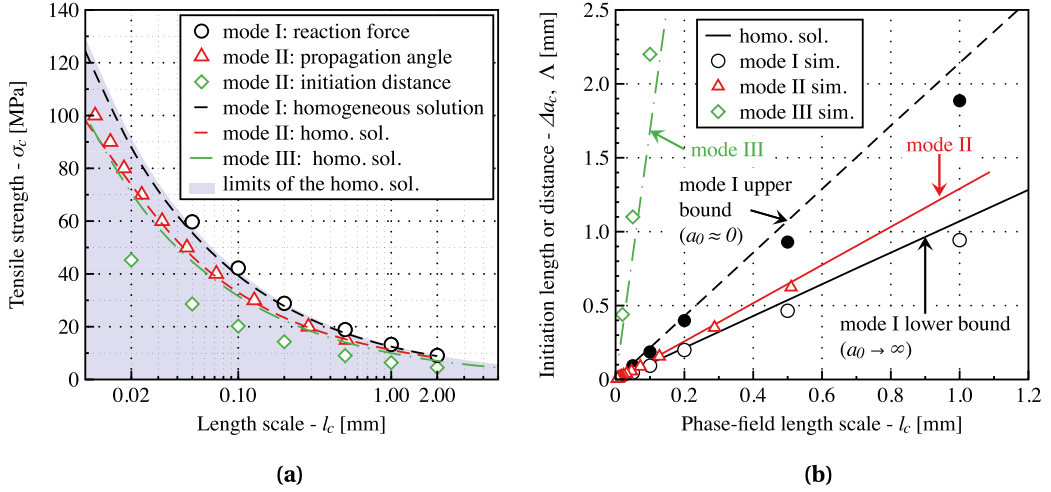 140
120
100
80
60
40
20
0
Tensile strength - σc [MPa]
mode I: reaction force
mode II: propagation angle
mode II: initiation distance
mode I: homogeneous solution
mode II: homo. sol.
mode III: homo. sol.
limits of the homo. sol.
0.02
0.10
1.00
2.00
Length scale - lc [mm]
(a)
2.5
2.0
1.5
1.0
0.5
0
Initiation length or distance - Δac, Λ [mm]
homo. sol.
mode I sim.
mode II sim.
mode III sim.
mode III
mode II
mode I upper
bound
(a0 ≈ 0)
mode I lower bound
(a0 → ∞)
0
0.2
0.4
0.6
0.8
1.0
1.2
Phase-field length scale - lc [mm]
(b)